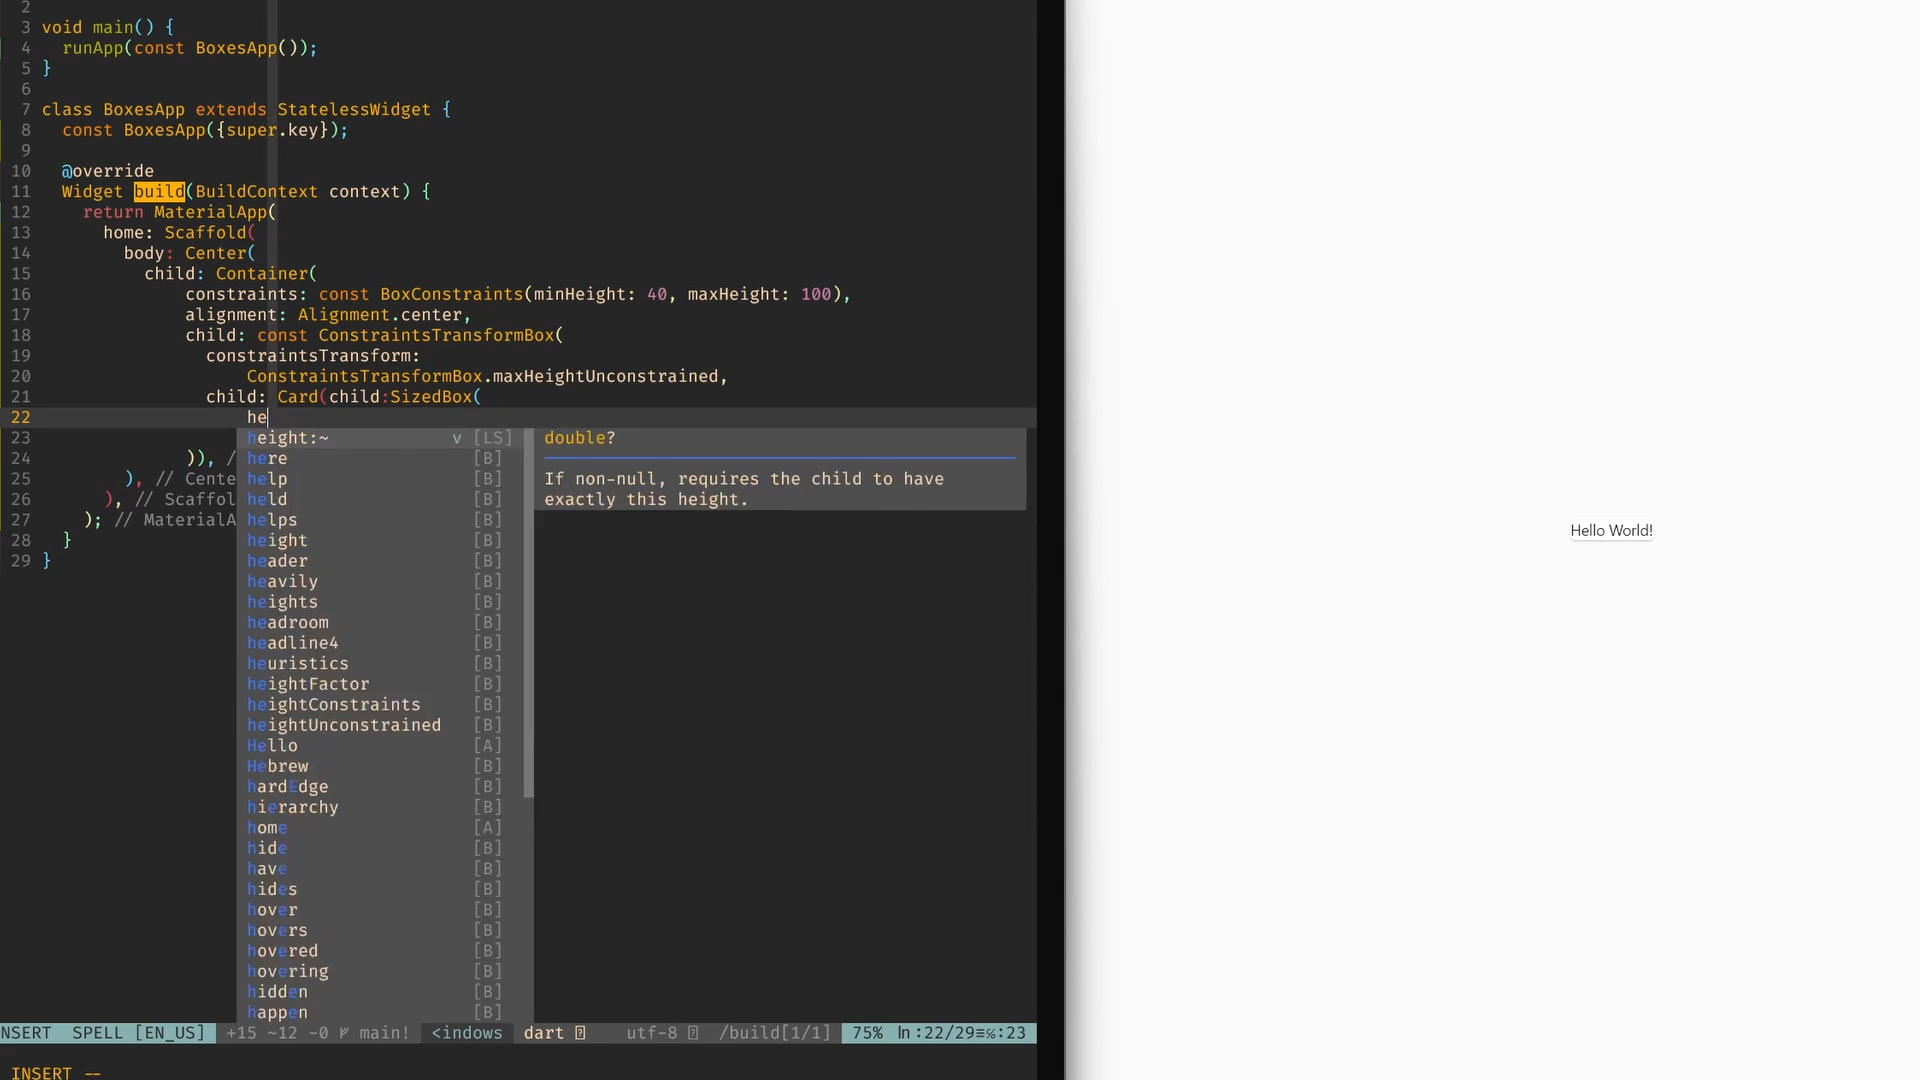 2
3 void main() {
4 runApp(const BoxesApp());
5 }
6
7 class BoxesApp extends StatelessWidget {
8 const BoxesApp({super.key});
9
10 @override
11 Widget build(BuildContext context) {
12 return MaterialApp(
13 home: Scaffold(
14 body: Center(
15 child: Container(
16 constraints: const BoxConstraints(minHeight: 40, maxHeight: 100),
17 alignment: Alignment.center,
18 child: const ConstraintsTransformBox(
19 constraintsTransform:
20 ConstraintsTransformBox.maxHeightUnconstrained,
21 child: Card(child:SizedBox(
22 he
23
24 )), /
25 ), // Cente
26 ), // Scaffol
27 ); // MaterialA
28 }
29 }
height:~ v [LS]
here [B]
help [B]
held [B]
helps [B]
height [B]
header [B]
heavily [B]
heights [B]
headroom [B]
headline4 [B]
heuristics [B]
heightFactor [B]
heightConstraints [B]
heightUnconstrained [B]
Hello [A]
Hebrew [B]
hardEdge [B]
hierarchy [B]
home [A]
hide [B]
have [B]
hides [B]
hover [B]
hovers [B]
hovered [B]
hovering [B]
hidden [B]
happen [B]
double?
If non-null, requires the child to have
exactly this height.
NSERT SPELL [EN_US] +15 ~12 -0 main! <indows dart utf-8 /build[1/1] 75% ln:22/29≡%:23
INSERT --
Hello World!